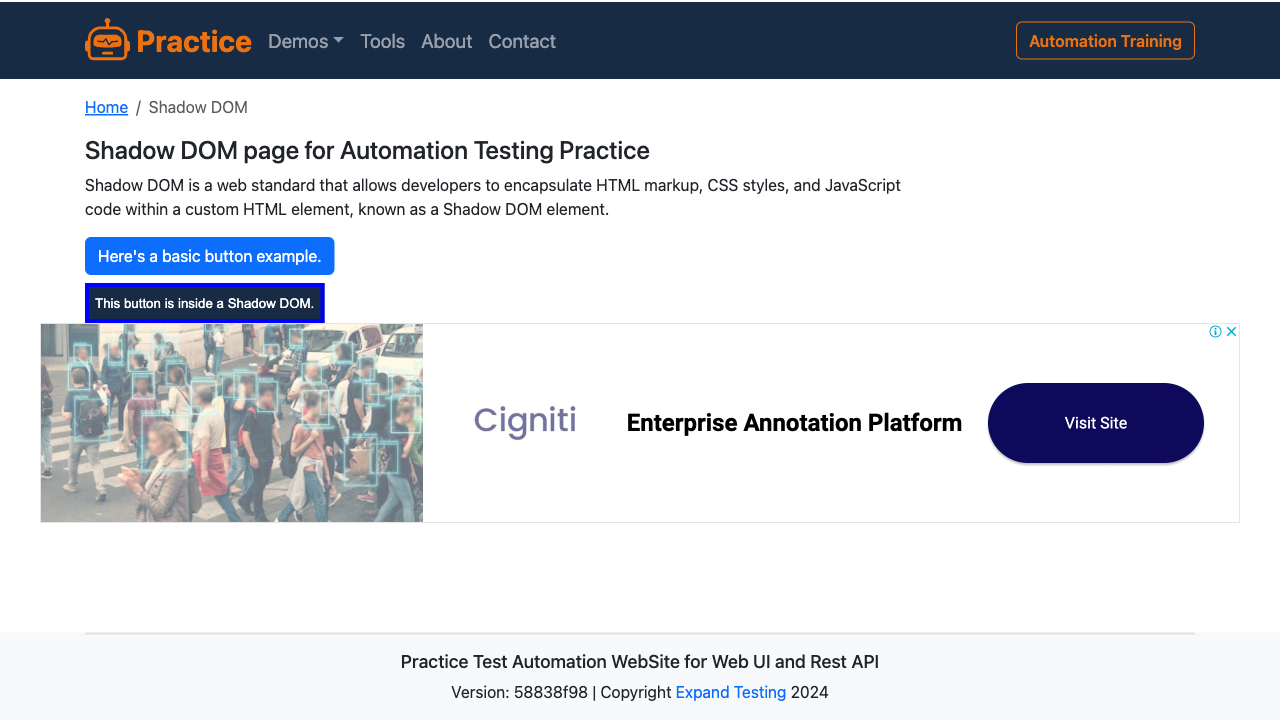 Practice Demos Tools About Contact Automation Training
Home / Shadow DOM
Shadow DOM page for Automation Testing Practice
Shadow DOM is a web standard that allows developers to encapsulate HTML markup, CSS styles, and JavaScript
code within a custom HTML element, known as a Shadow DOM element.
Here's a basic button example.
This button is inside a Shadow DOM.
Cigniti Enterprise Annotation Platform Visit Site
Practice Test Automation WebSite for Web UI and Rest API
Version: 58838f98 | Copyright Expand Testing 2024